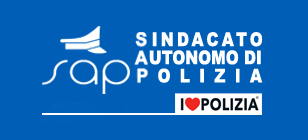 sap
SINDACATO
AUTONOMO DI
POLIZIA
I❤POLIZIA®